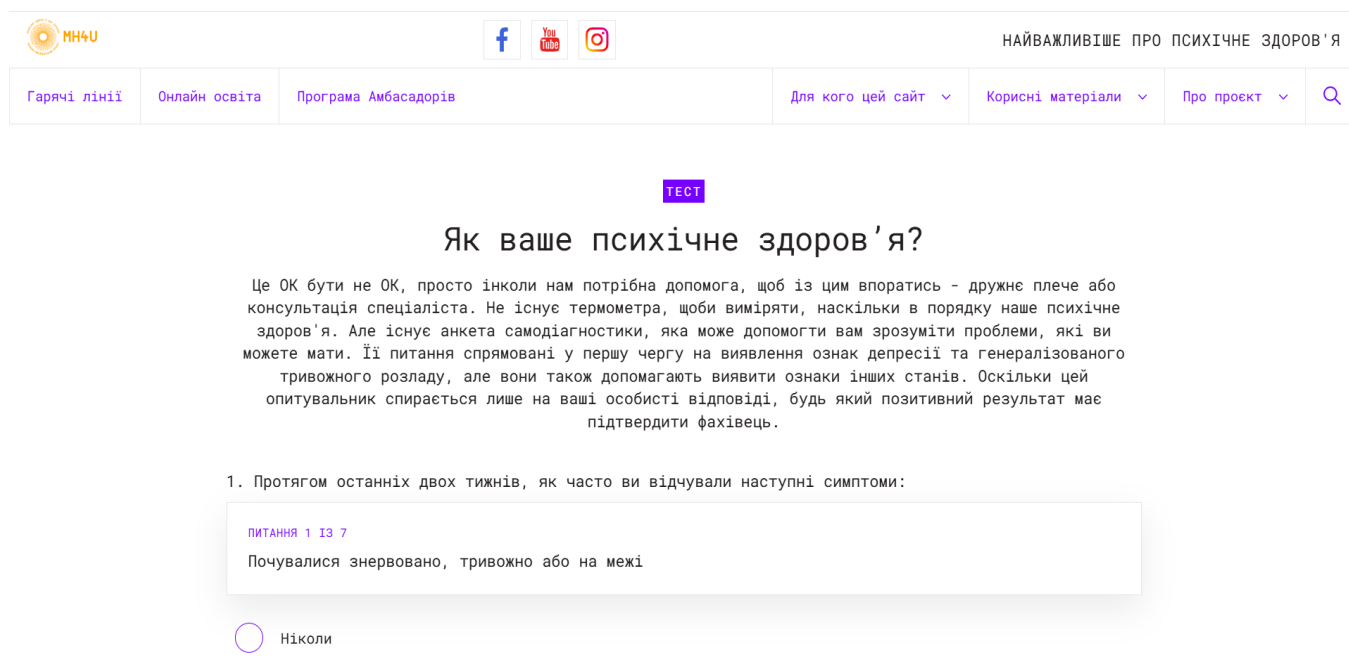 MH4U
You
Tube
НАЙВАЖЛИВІШЕ ПРО ПСИХІЧНЕ ЗДОРОВ'Я
Гарячі лінії
Онлайн освіта
Програма Амбасадорів
Для кого цей сайт
Корисні матеріали
Про проєкт
ТЕСТ
Як ваше психічне здоров’я?
Це ОК бути не ОК, просто інколи нам потрібна допомога, щоб із цим впоратись - дружнє плече або
консультація спеціаліста. Не існує термометра, щоби виміряти, наскільки в порядку наше психічне
здоров'я. Але існує анкета самодіагностики, яка може допомогти вам зрозуміти проблеми, які ви
можете мати. Її питання спрямовані у першу чергу на виявлення ознак депресії та генералізованого
тривожного розладу, але вони також допомагають виявити ознаки інших станів. Оскільки цей
опитувальник спирається лише на ваші особисті відповіді, будь який позитивний результат має
підтвердити фахівець.
1. Протягом останніх двох тижнів, як часто ви відчували наступні симптоми:
ПИТАННЯ 1 ІЗ 7
Почувалися знервовано, тривожно або на межі
Ніколи